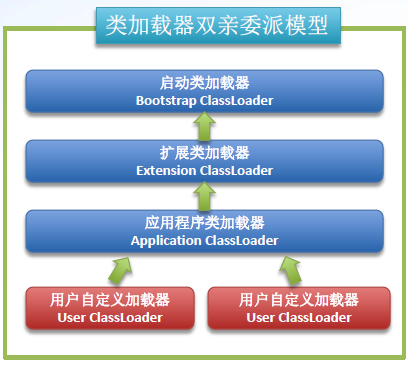 类加载器双亲委派模型
启动类加载器
Bootstrap ClassLoader
扩展类加载器
Extension ClassLoader
应用程序类加载器
Application ClassLoader
用户自定义加载器
User ClassLoader
用户自定义加载器
User ClassLoader